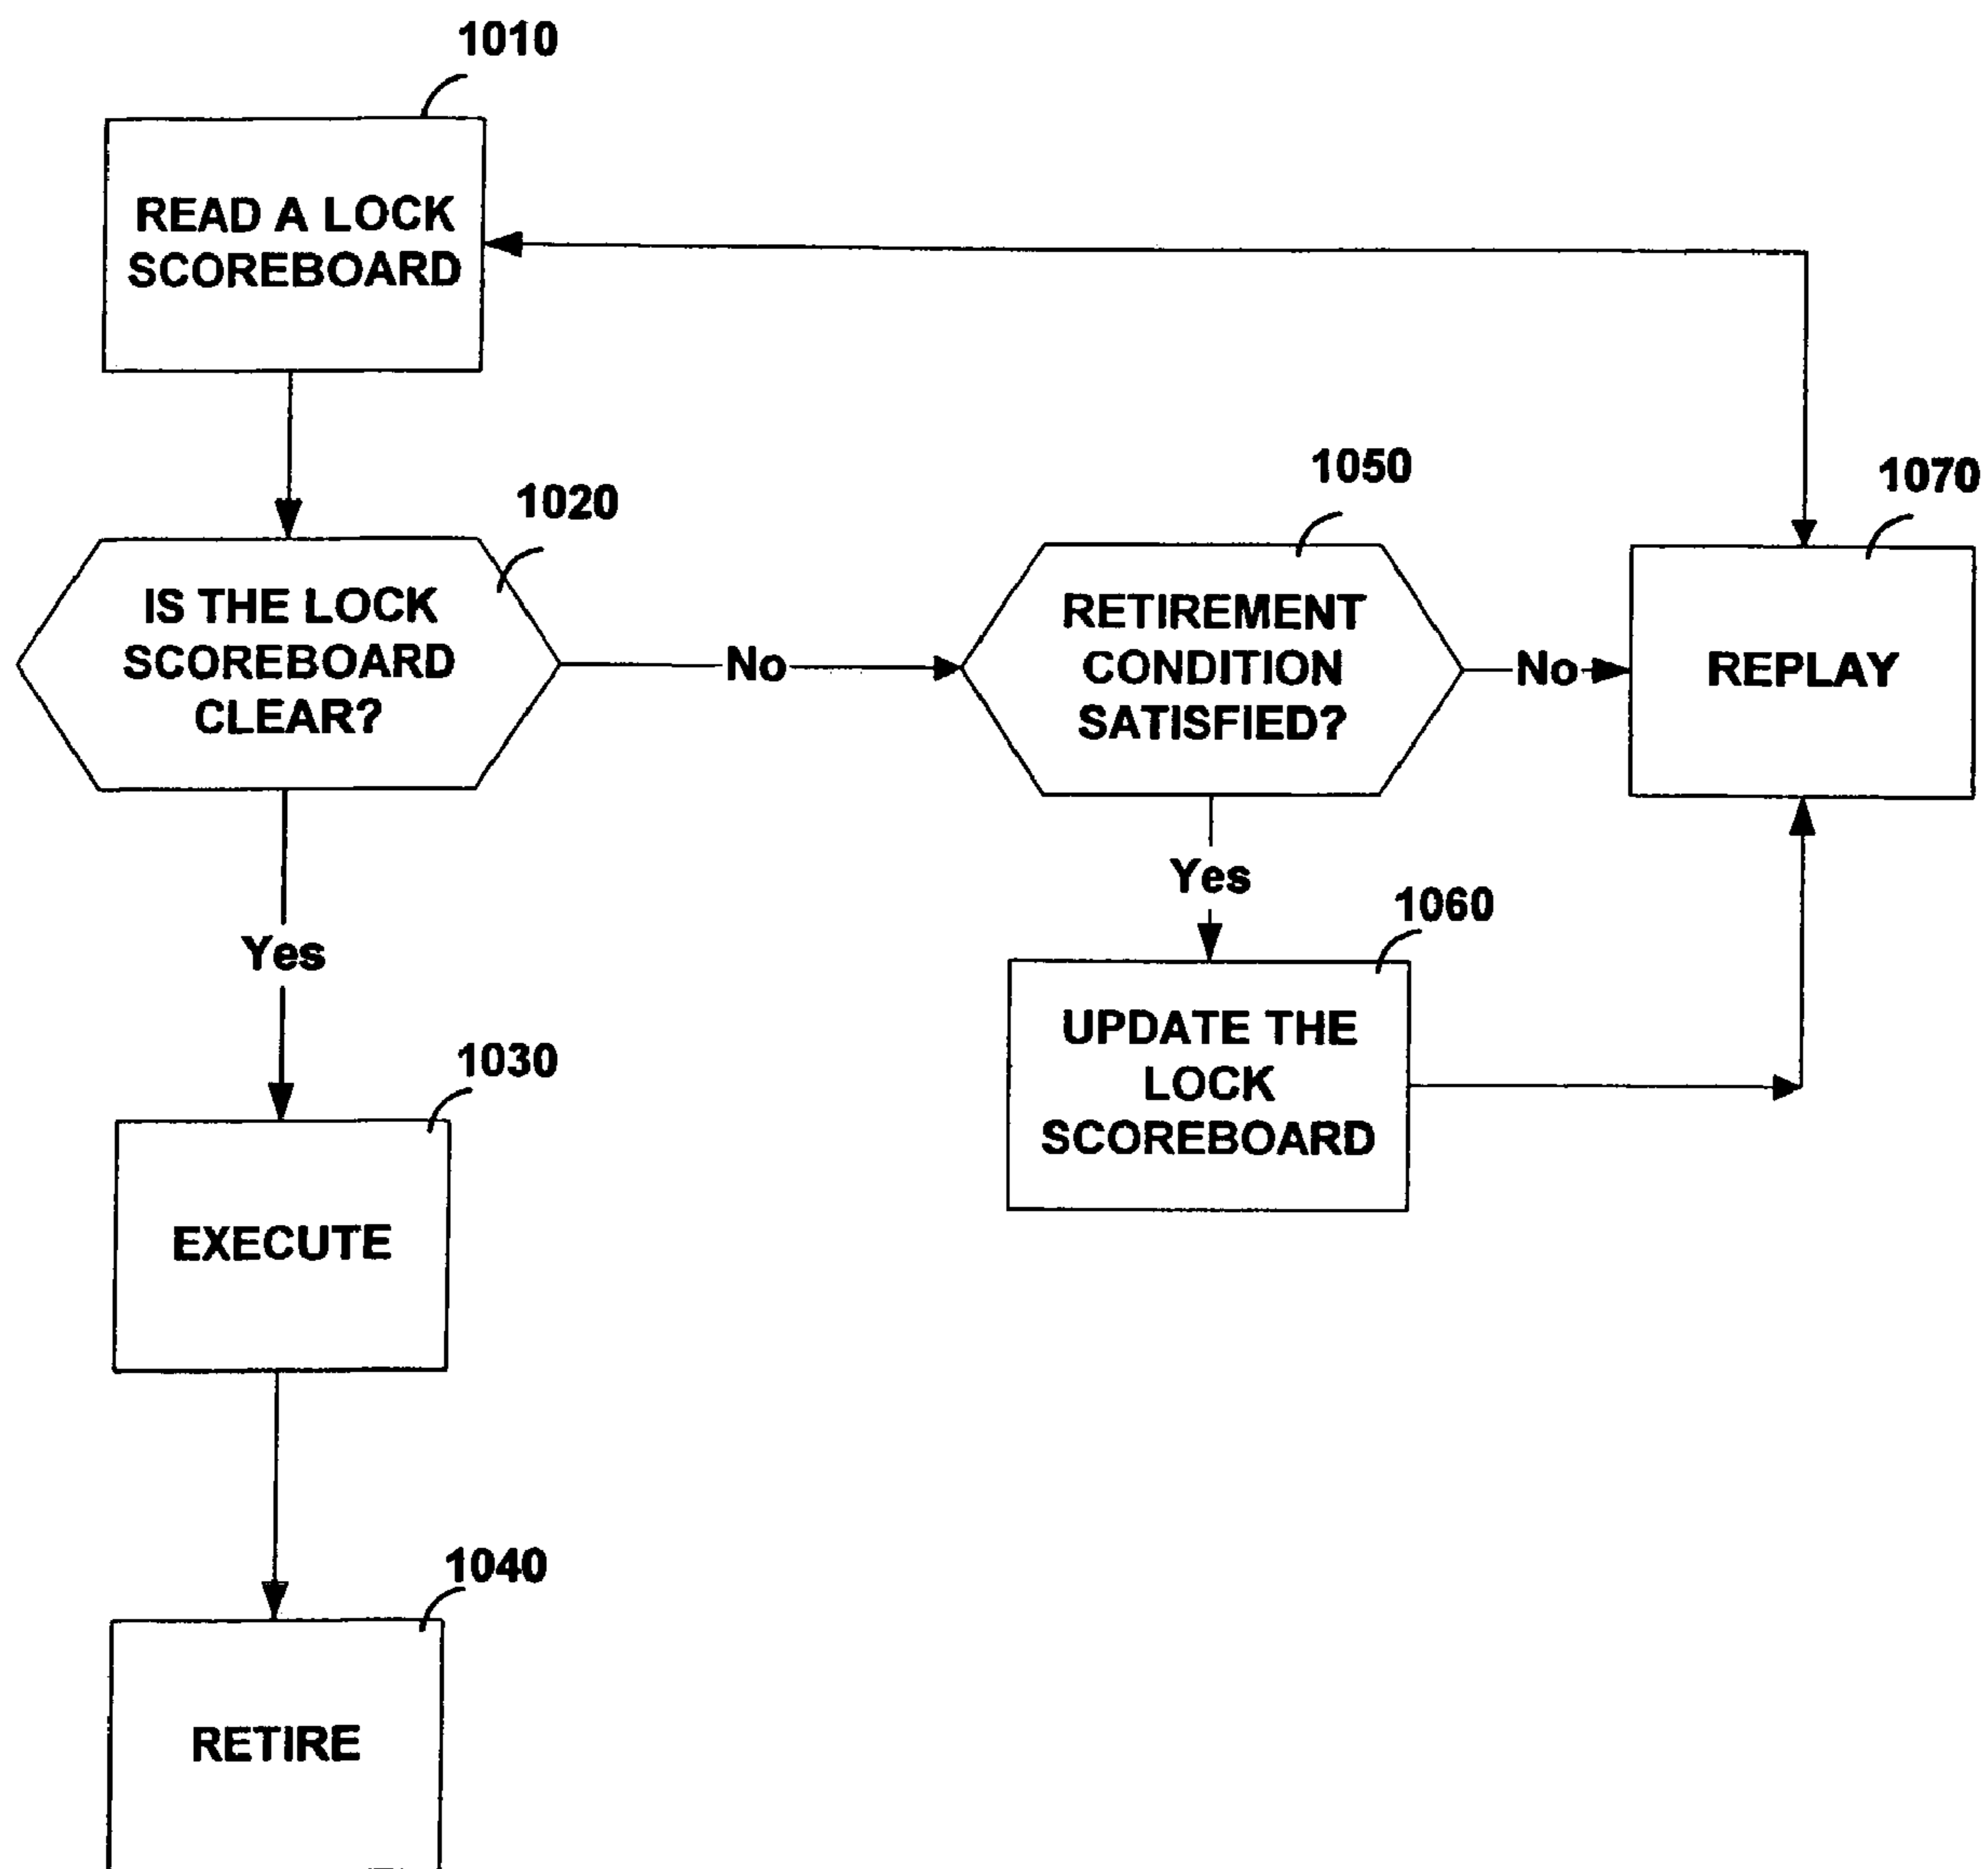 1010
READ A LOCK
SCOREBOARD
1020
IS THE LOCK
SCOREBOARD
CLEAR?
No
1050
RETIREMENT
CONDITION
SATISFIED?
No
1070
REPLAY
Yes
1060
UPDATE THE
LOCK
SCOREBOARD
Yes
1030
EXECUTE
1040
RETIRE